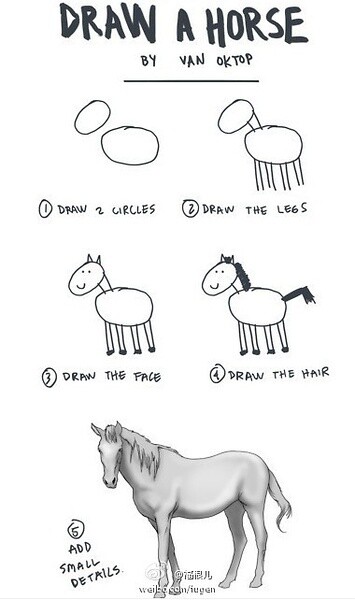 DRAW A HORSE
BY VAN OKTOP
① DRAW 2 CIRCLES
② DRAW THE LEGS
③ DRAW THE FACE
④ DRAW THE HAIR
⑤ ADD
SMALL
DETAILS.
weibo.com/iugen